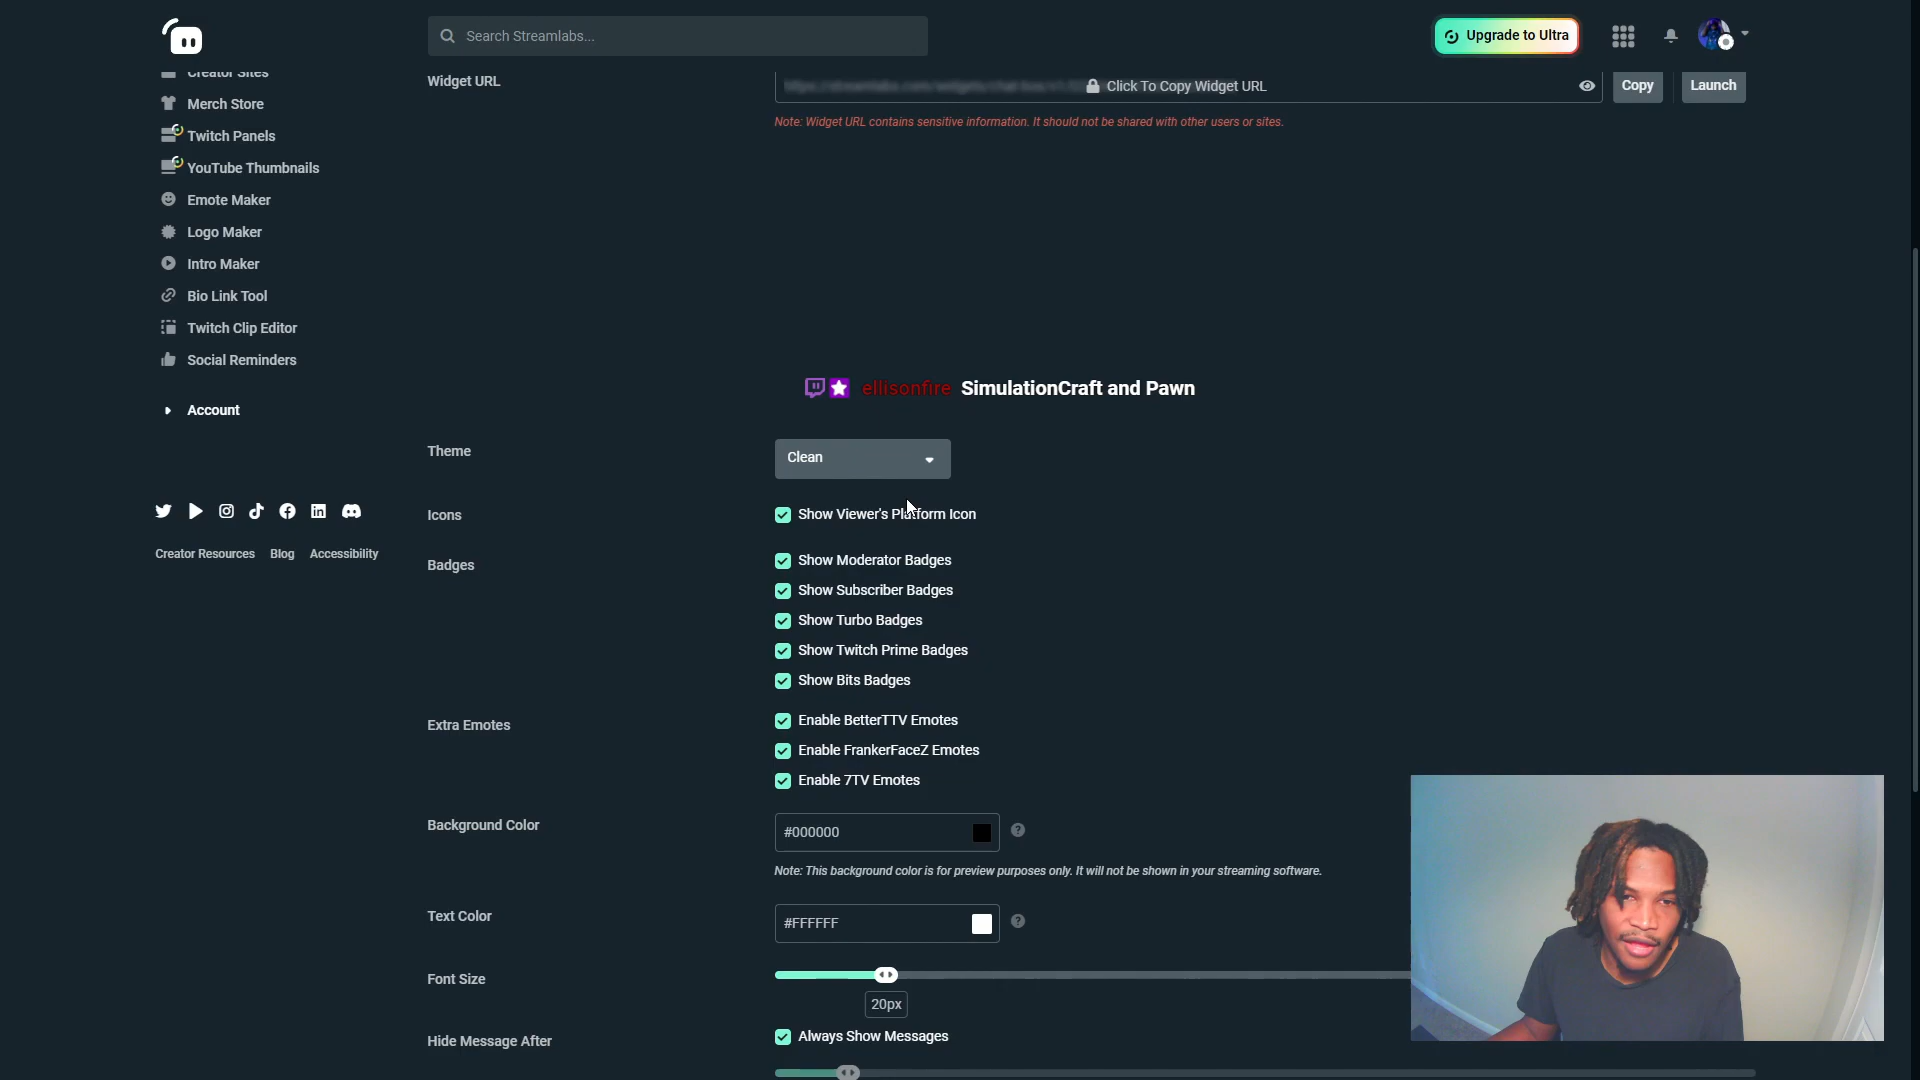 Search Streamlabs...
Upgrade to Ultra
Creator Sites
Merch Store
Twitch Panels
YouTube Thumbnails
Emote Maker
Logo Maker
Intro Maker
Bio Link Tool
Twitch Clip Editor
Social Reminders
Account
Creator Resources Blog Accessibility
Widget URL
Click To Copy Widget URL
Copy
Launch
Note: Widget URL contains sensitive information. It should not be shared with other users or sites.
ellisonfire SimulationCraft and Pawn
Theme
Clean
Icons
Show Viewer's Platform Icon
Badges
Show Moderator Badges
Show Subscriber Badges
Show Turbo Badges
Show Twitch Prime Badges
Show Bits Badges
Extra Emotes
Enable BetterTTV Emotes
Enable FrankerFaceZ Emotes
Enable 7TV Emotes
Background Color
#000000
Note: This background color is for preview purposes only. It will not be shown in your streaming software.
Text Color
#FFFFFF
Font Size
20px
Hide Message After
Always Show Messages